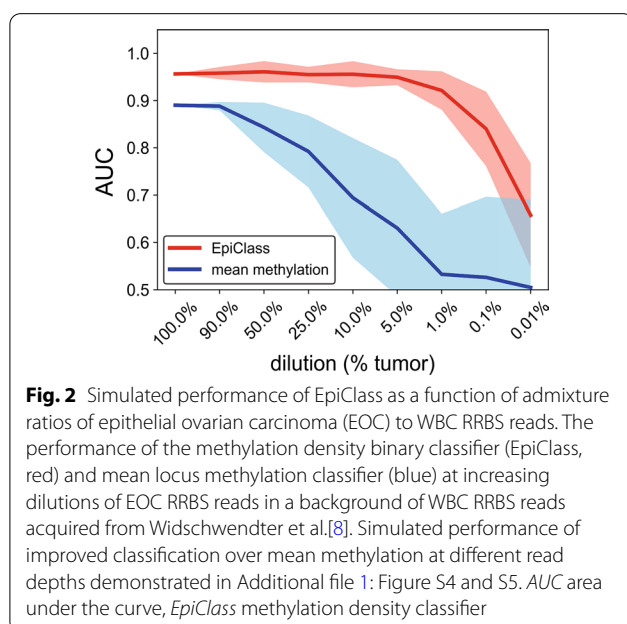 1.0
0.9
0.8
0.7
0.6
0.5
AUC
EpiClass
mean methylation
100.0% 90.0% 50.0% 25.0% 10.0% 5.0% 1.0% 0.1% 0.01%
dilution (% tumor)
Fig. 2 Simulated performance of EpiClass as a function of admixture
ratios of epithelial ovarian carcinoma (EOC) to WBC RRBS reads. The
performance of the methylation density binary classifier (EpiClass,
red) and mean locus methylation classifier (blue) at increasing
dilutions of EOC RRBS reads in a background of WBC RRBS reads
acquired from Widschwendter et al.[8]. Simulated performance of
improved classification over mean methylation at different read
depths demonstrated in Additional file 1: Figure S4 and S5. AUC area
under the curve, EpiClass methylation density classifier